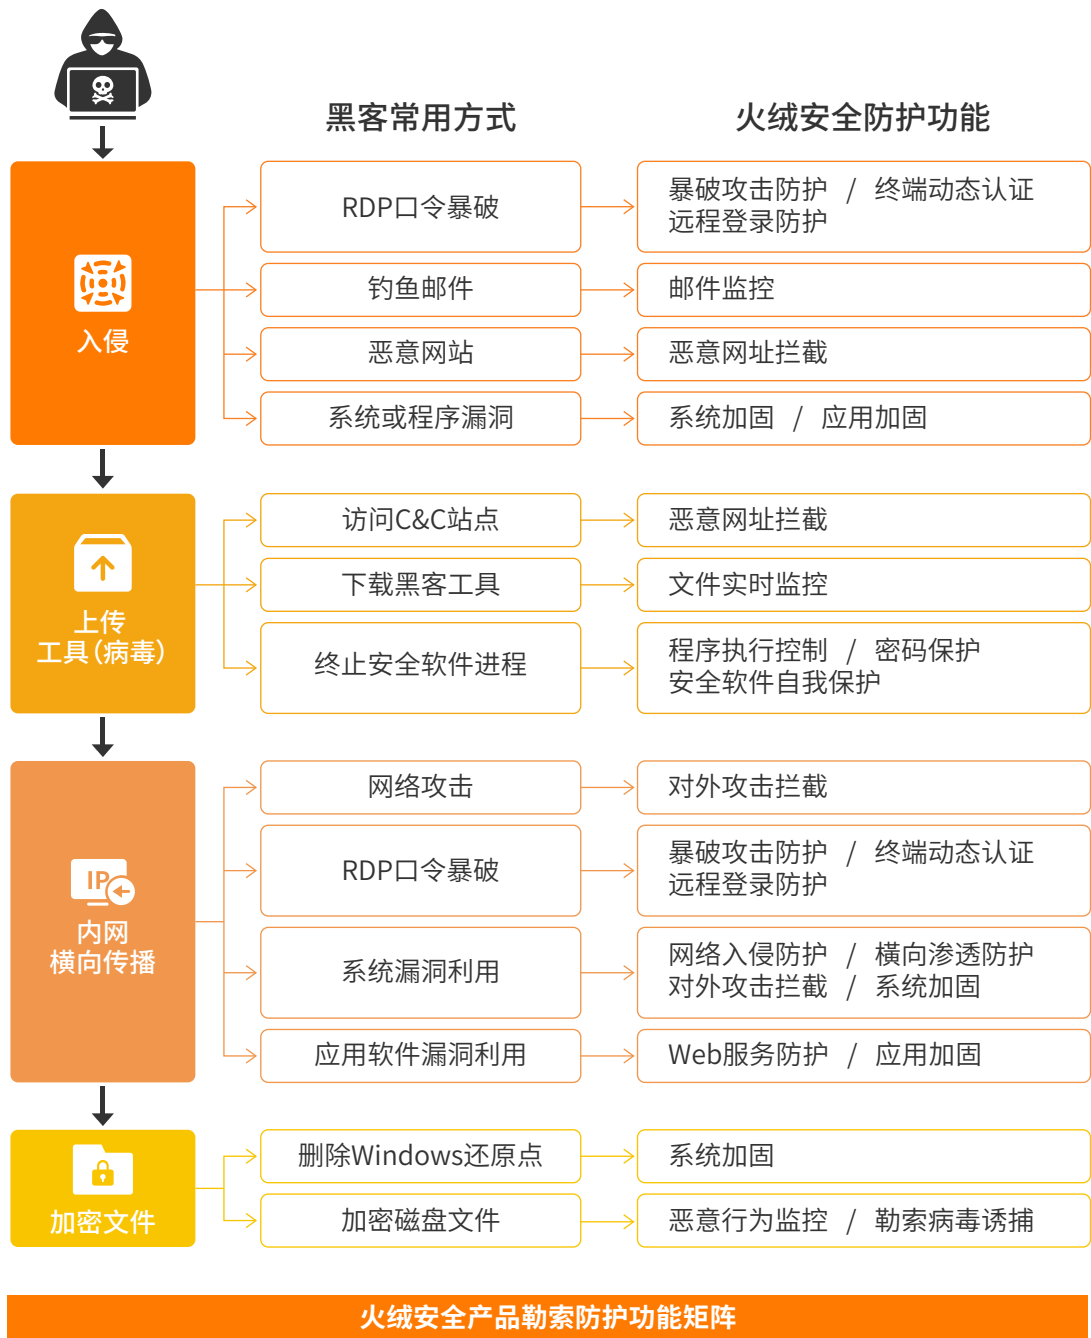 黑客常用方式
火绒安全防护功能
入侵
RDP口令暴破
暴破攻击防护 / 终端动态认证
远程登录防护
钓鱼邮件
邮件监控
恶意网站
恶意网址拦截
系统或程序漏洞
系统加固 / 应用加固
上传
工具(病毒)
访问C&C站点
恶意网址拦截
下载黑客工具
文件实时监控
终止安全软件进程
程序执行控制 / 密码保护
安全软件自我保护
IP
内网
横向传播
网络攻击
对外攻击拦截
RDP口令暴破
暴破攻击防护 / 终端动态认证
远程登录防护
系统漏洞利用
网络入侵防护 / 橫向渗透防护
对外攻击拦截 / 系统加固
应用软件漏洞利用
Web服务防护 / 应用加固
加密文件
删除Windows还原点
系统加固
加密磁盘文件
恶意行为监控 / 勒索病毒诱捕
火绒安全产品勒索防护功能矩阵